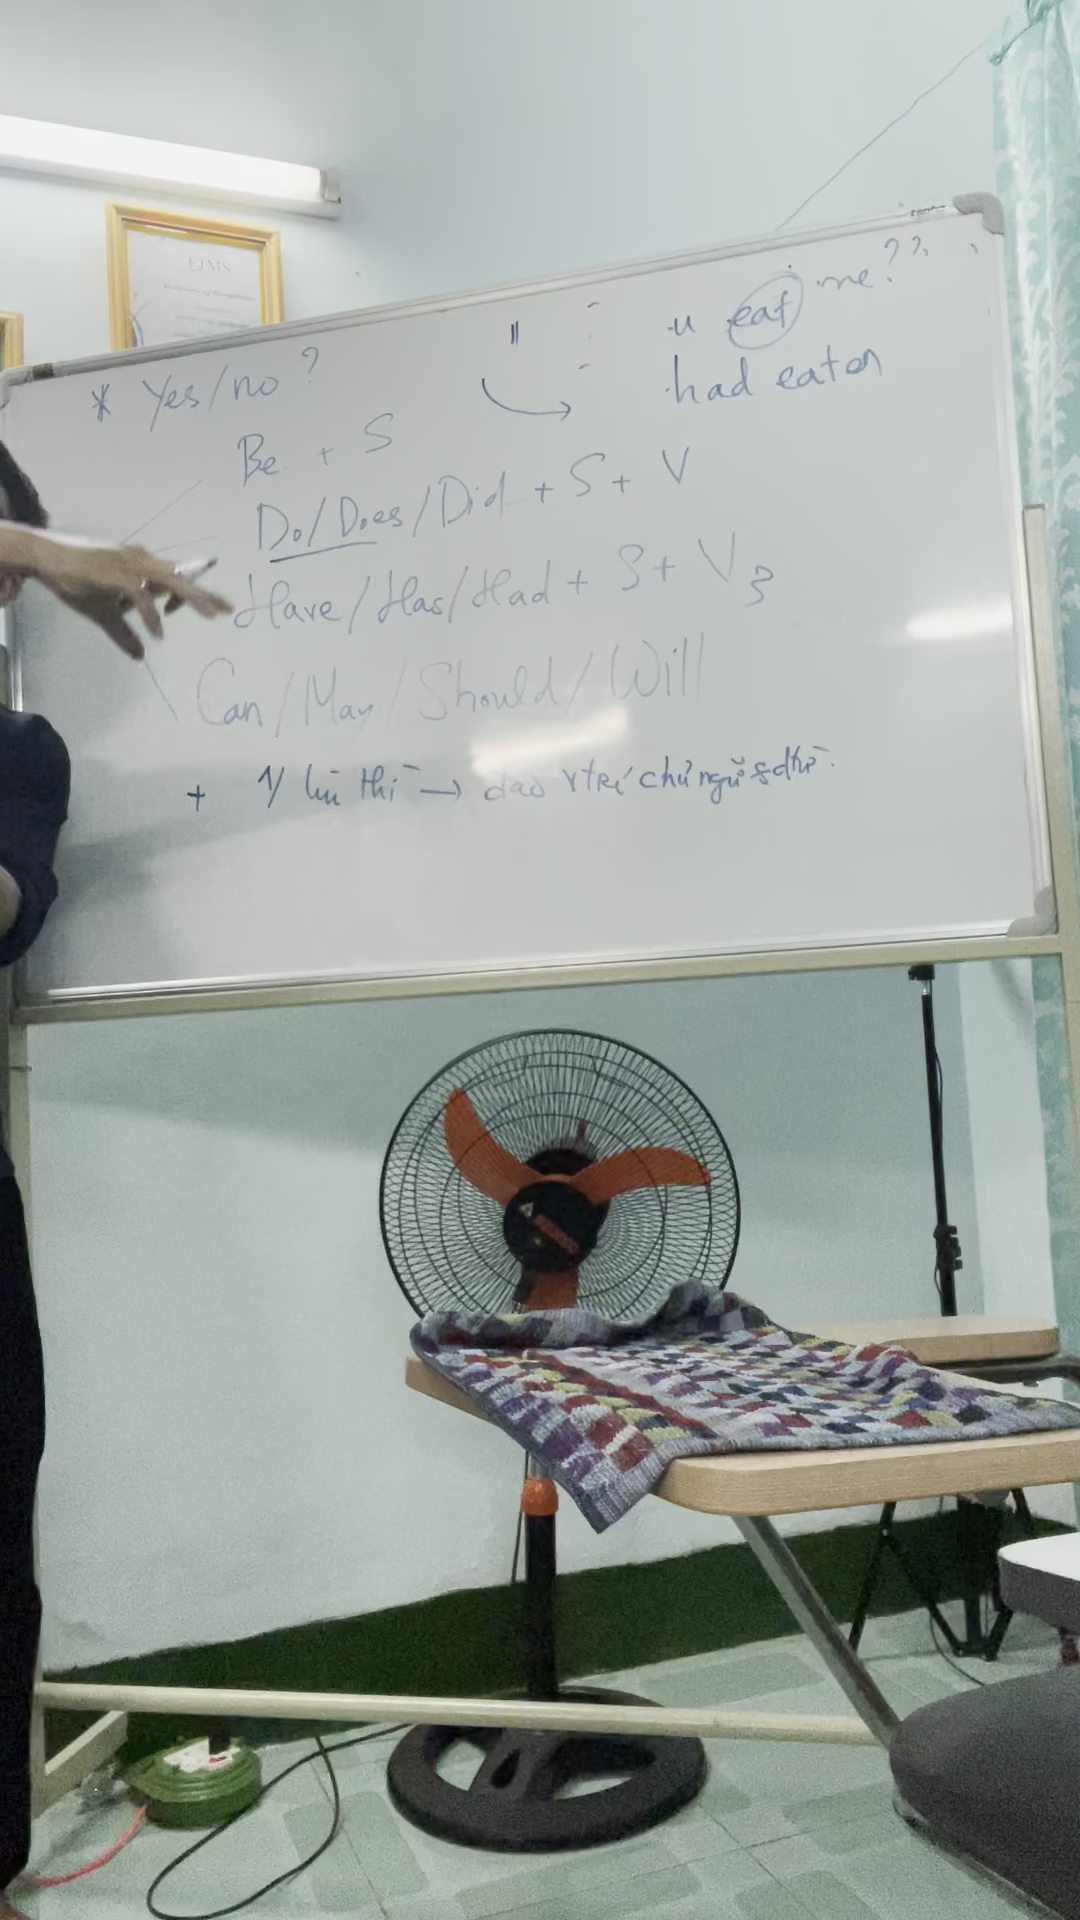 EIMS
* Yes/no ?
"
u eat me??
had eaten
Be + S
Do/Does/Did + S + V
Have/Has/Had + S + V3
Can/May/Should/Will
+ 1/ lùi thì → đảo vtrí chủ ngữ &